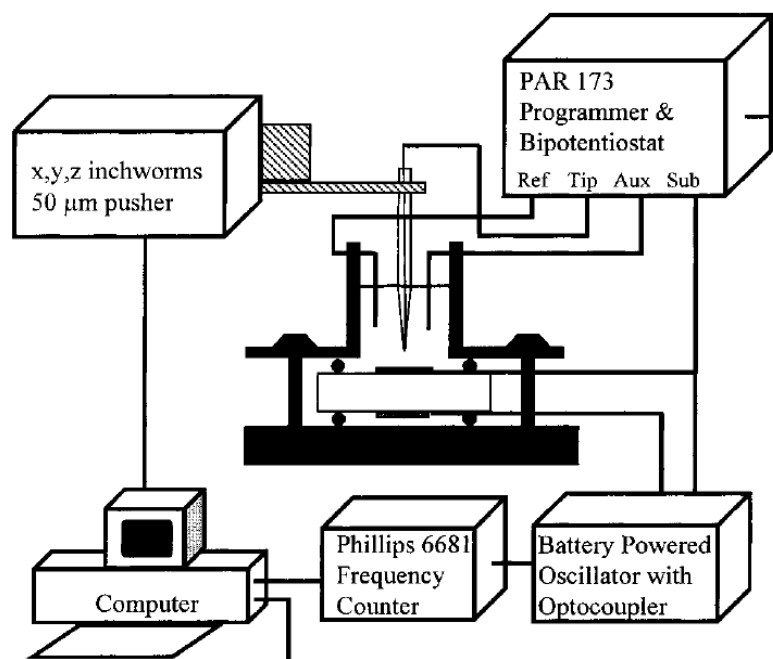 PAR 173
Programmer &
Bipotentiostat
Ref Tip Aux Sub
x,y,z inchworms
50 µm pusher
Phillips 6681
Frequency
Counter
Battery Powered
Oscillator with
Optocoupler
Computer